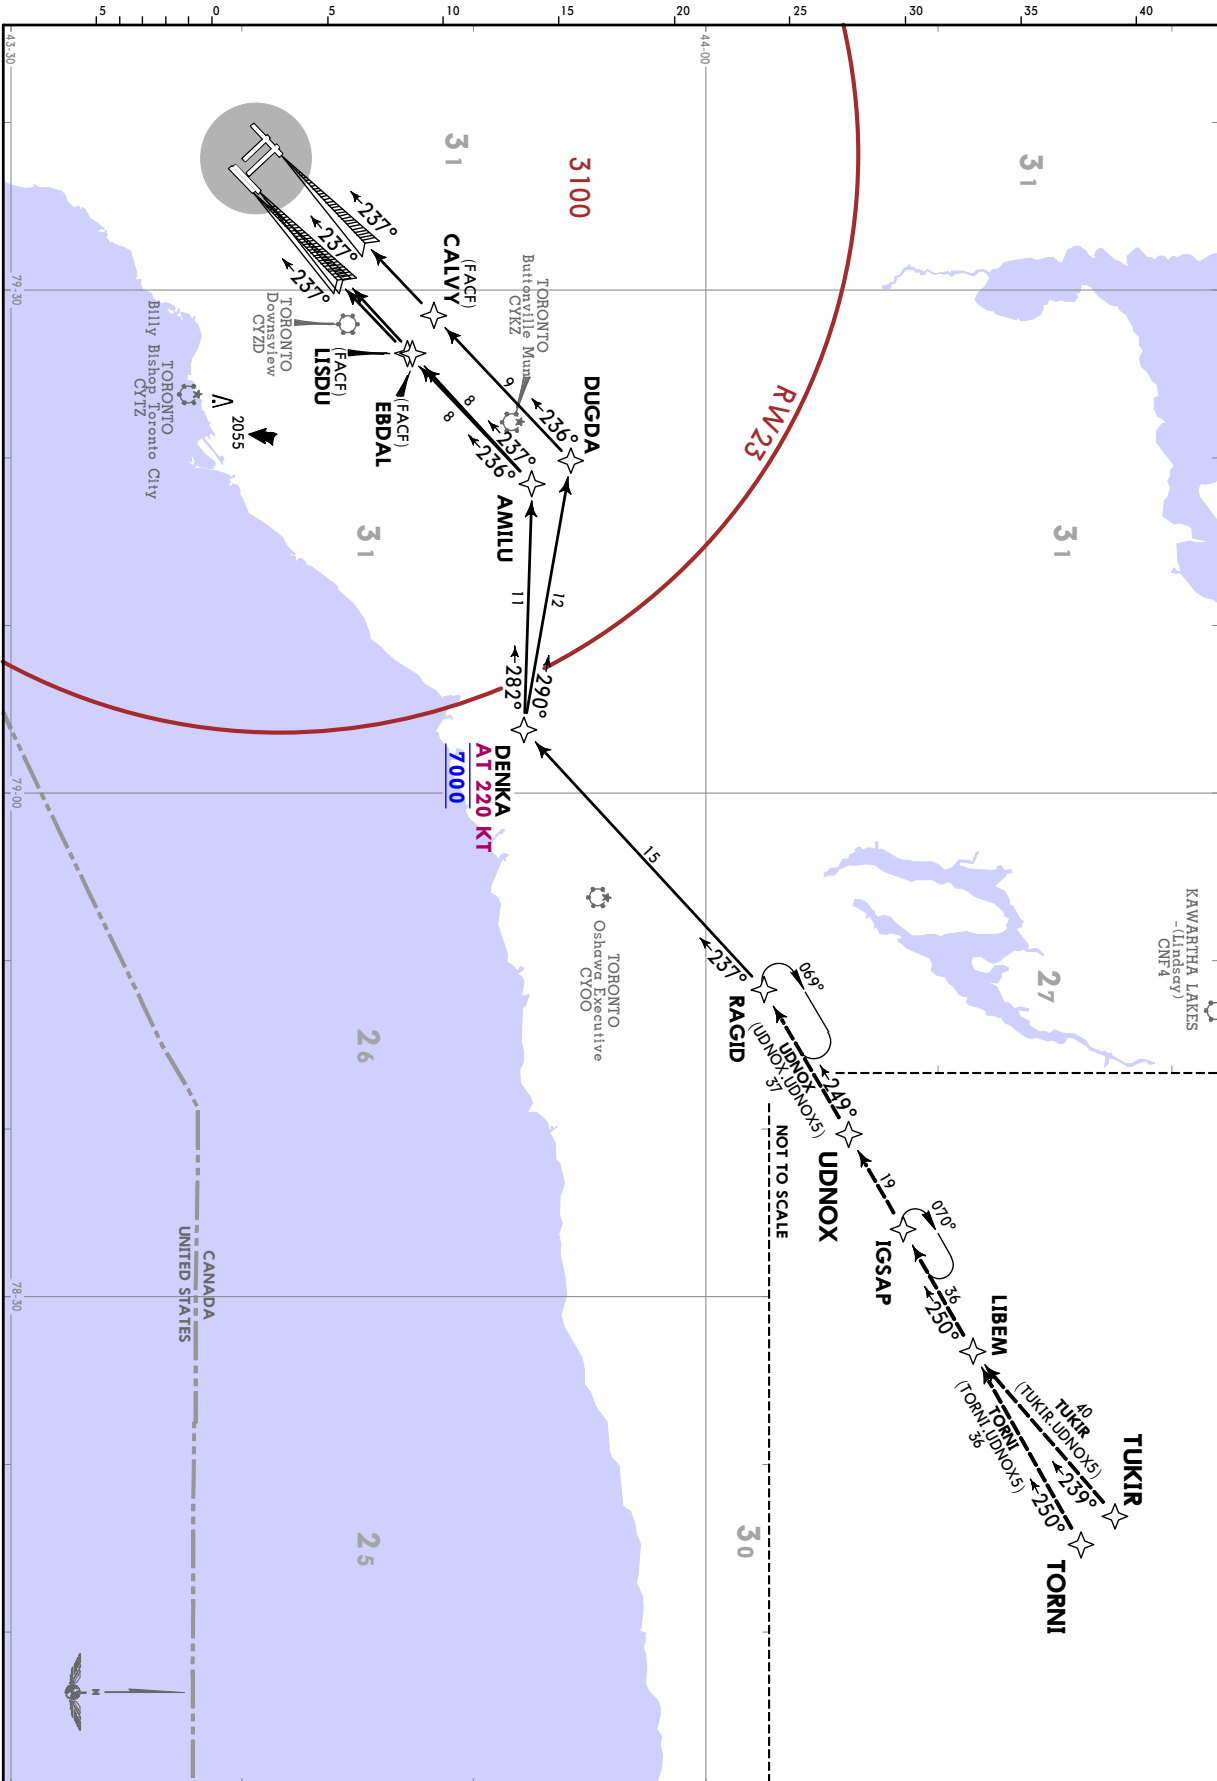 5
0
5
10
15
20
25
30
35
40
43-30
44-00
79-30
79-00
78-30
3100
RW23
31
31
31
31
27
26
25
30
237°
237°
237°
CALVY
(FACF)
TORONTO
Buttonville Mun
CYKZ
TORONTO
Downsview
CYZD
LISDU
(FACF)
EBDAL
(FACF)
TORONTO
Billy Bishop Toronto City
CYTZ
2055
DUGDA
9
236°
8
8
237°
236°
AMILU
11
12
282°
290°
DENKA
AT 220 KT
7000
15
237°
RAGID
069°
TORONTO
Oshawa Executive
CYOO
KAWARTHA LAKES
-(Lindsay)
CNF4
249°
UDNOX
(UDNOX.UDNOX5)
37
UDNOX
NOT TO SCALE
19
IGSAP
070°
36
250°
LIBEM
40
TUKIR
(TUKIR.UDNOX5)
239°
TUKIR
TORNI
(TORNI.UDNOX5)
36
250°
TORNI
CANADA
UNITED STATES
M